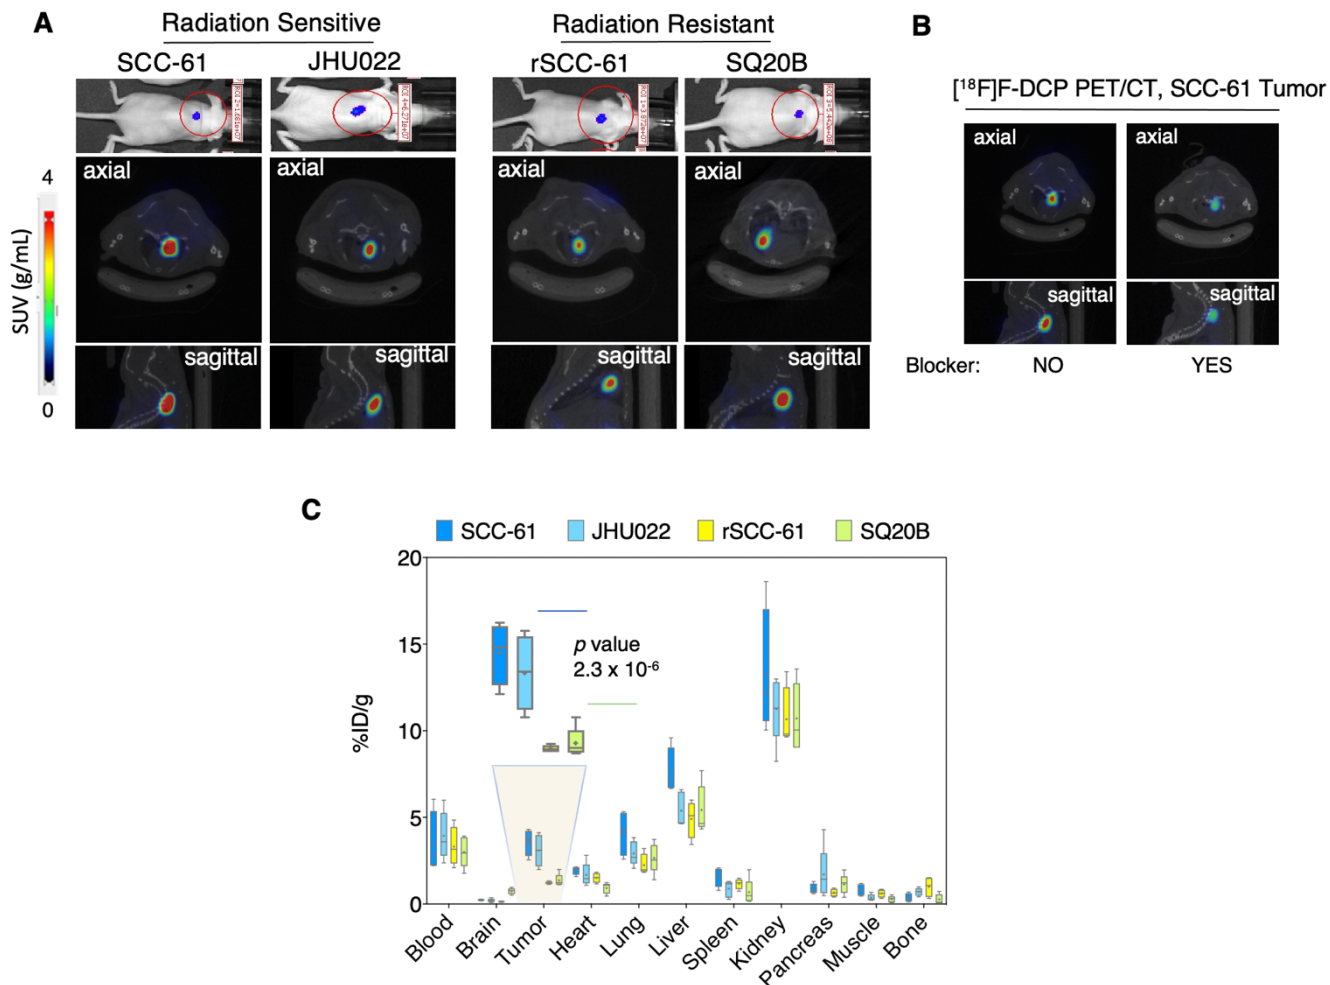 A
Radiation Sensitive
Radiation Resistant
SCC-61
JHU022
rSCC-61
SQ20B
axial
axial
axial
axial
4
SUV (g/mL)
0
sagittal
sagittal
sagittal
sagittal
B
[¹⁸F]F-DCP PET/CT, SCC-61 Tumor
axial
axial
sagittal
sagittal
Blocker: NO YES
C
SCC-61 JHU022 rSCC-61 SQ20B
20
15
10
5
0
%ID/g
p value
2.3 x 10⁻⁶
Blood
Brain
Tumor
Heart
Lung
Liver
Spleen
Kidney
Pancreas
Muscle
Bone